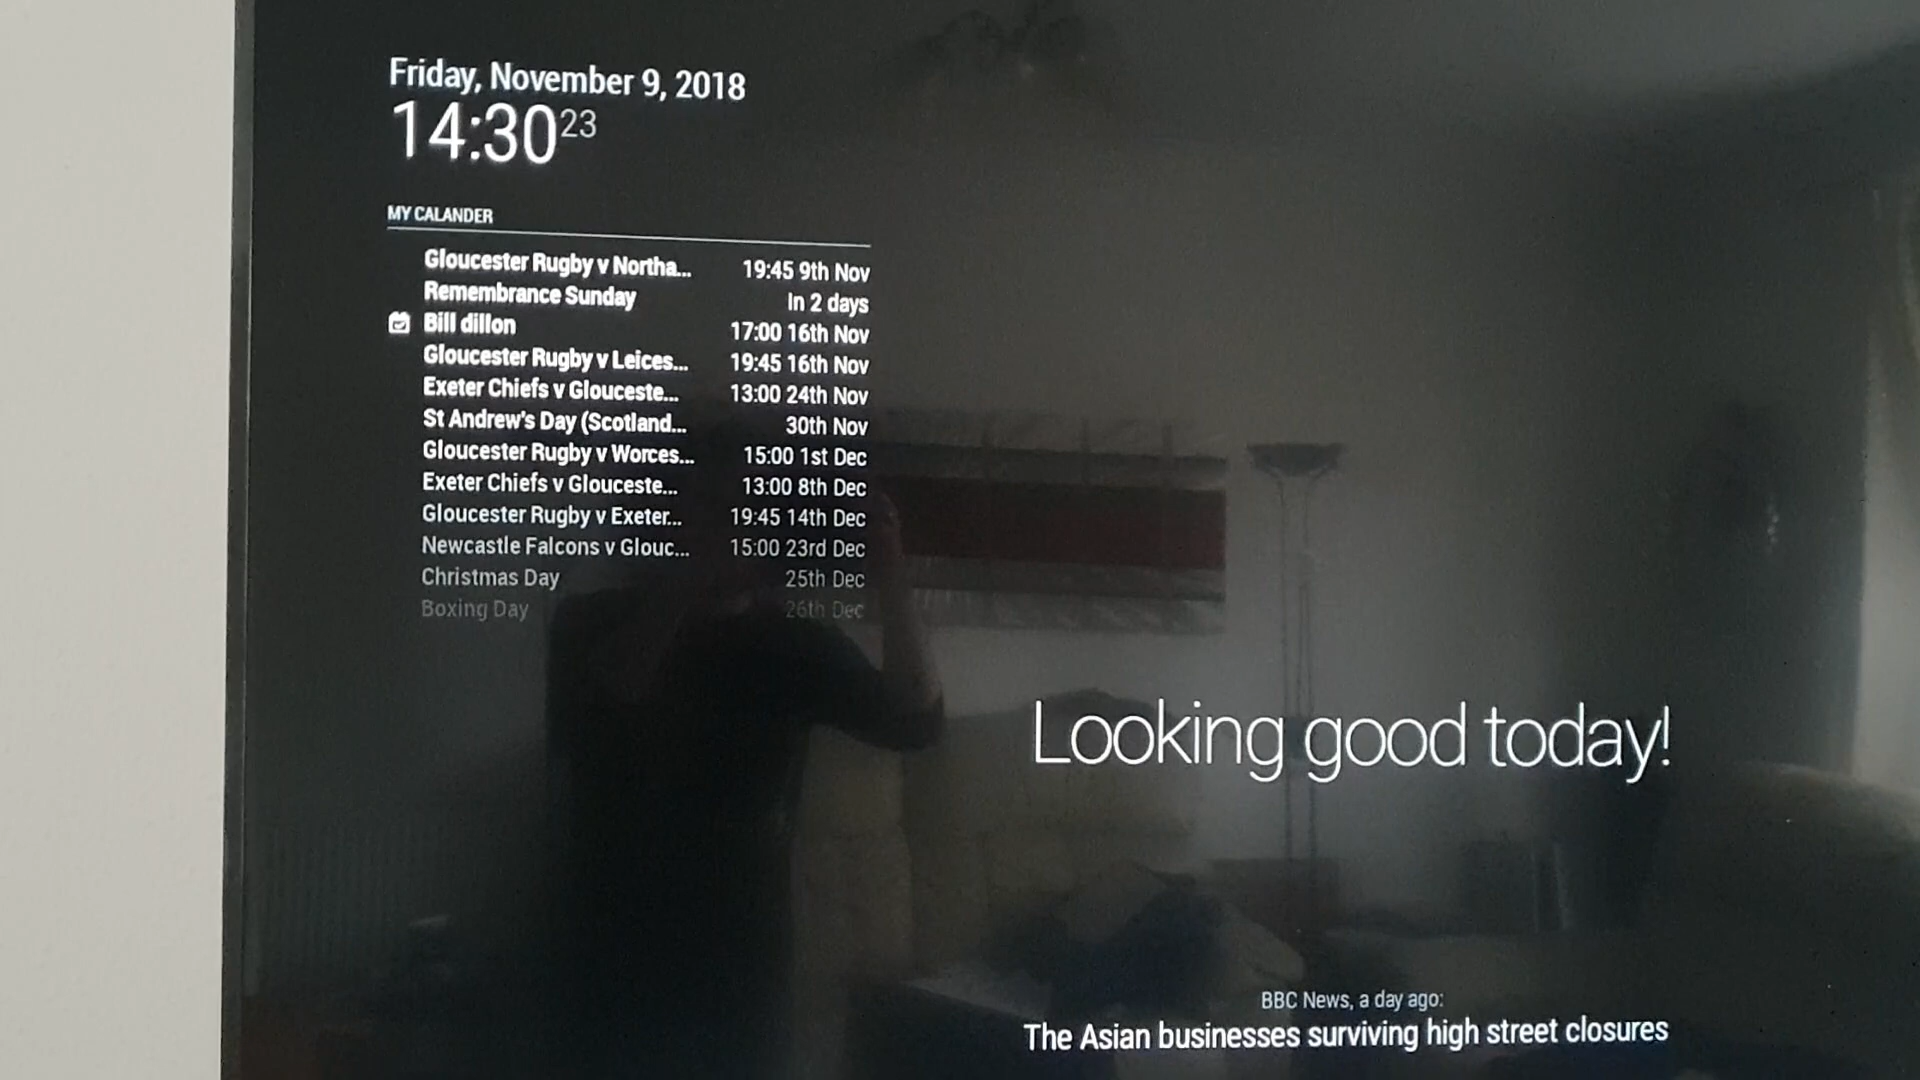 Friday, November 9, 2018
14:30 23
MY CALANDER
Gloucester Rugby v Northa... 19:45 9th Nov
Remembrance Sunday In 2 days
Bill dillon 17:00 16th Nov
Gloucester Rugby v Leices... 19:45 16th Nov
Exeter Chiefs v Glouceste... 13:00 24th Nov
St Andrew's Day (Scotland... 30th Nov
Gloucester Rugby v Worces... 15:00 1st Dec
Exeter Chiefs v Glouceste... 13:00 8th Dec
Gloucester Rugby v Exeter... 19:45 14th Dec
Newcastle Falcons v Glouc... 15:00 23rd Dec
Christmas Day 25th Dec
Boxing Day 26th Dec
Looking good today!
BBC News, a day ago:
The Asian businesses surviving high street closures